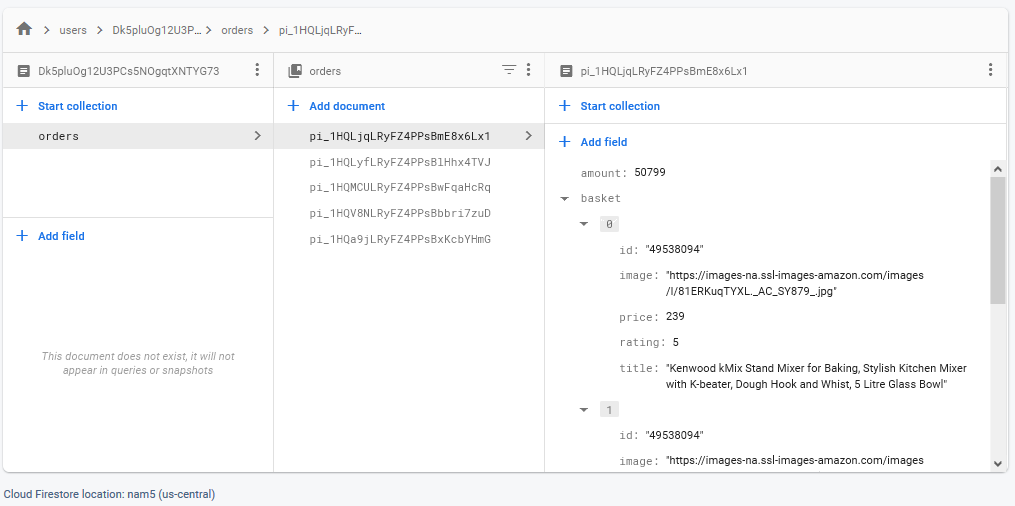 users
Dk5pluOg12U3P...
orders
pi_1HQLjqLRyF...
Dk5pluOg12U3PCs5NOgqtXNTYG73
orders
pi_1HQLjqLRyFZ4PPsBmE8x6Lx1
Start collection
Add document
Start collection
orders
pi_1HQLjqLRyFZ4PPsBmE8x6Lx1
pi_1HQLyfLRyFZ4PPsBlHhx4TVJ
pi_1HQMCULRyFZ4PPsBwFqaHcRq
pi_1HQV8NLRyFZ4PPsBbbri7zuD
pi_1HQa9jLRyFZ4PPsBxKcbYHmG
Add field
This document does not exist, it will not
appear in queries or snapshots
Add field
amount: 50799
basket
0
id: "49538094"
image: "https://images-na.ssl-images-amazon.com/images
/I/81ERKuqTYXL._AC_SY879_.jpg"
price: 239
rating: 5
title: "Kenwood kMix Stand Mixer for Baking, Stylish Kitchen Mixer
with K-beater, Dough Hook and Whist, 5 Litre Glass Bowl"
1
id: "49538094"
image: "https://images-na.ssl-images-amazon.com/images
Cloud Firestore location: nam5 (us-central)